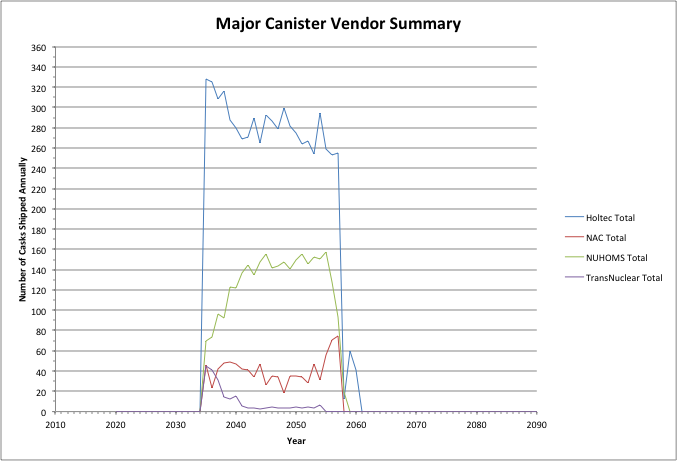 Major Canister Vendor Summary
Number of Casks Shipped Annually
360
340
320
300
280
260
240
220
200
180
160
140
120
100
80
60
40
20
0
2010 2020 2030 2040 2050 2060 2070 2080 2090
Year
Holtec Total
NAC Total
NUHOMS Total
TransNuclear Total